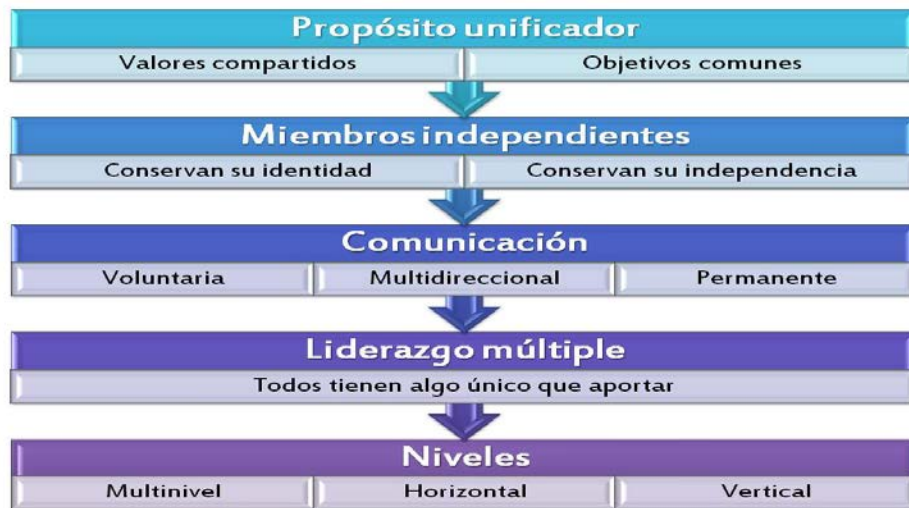 Propósito unificador
Valores compartidos
Objetivos comunes
Miembros independientes
Conservan su identidad
Conservan su independencia
Comunicación
Voluntaria
Multidireccional
Permanente
Liderazgo múltiple
Todos tienen algo único que aportar
Niveles
Multinivel
Horizontal
Vertical